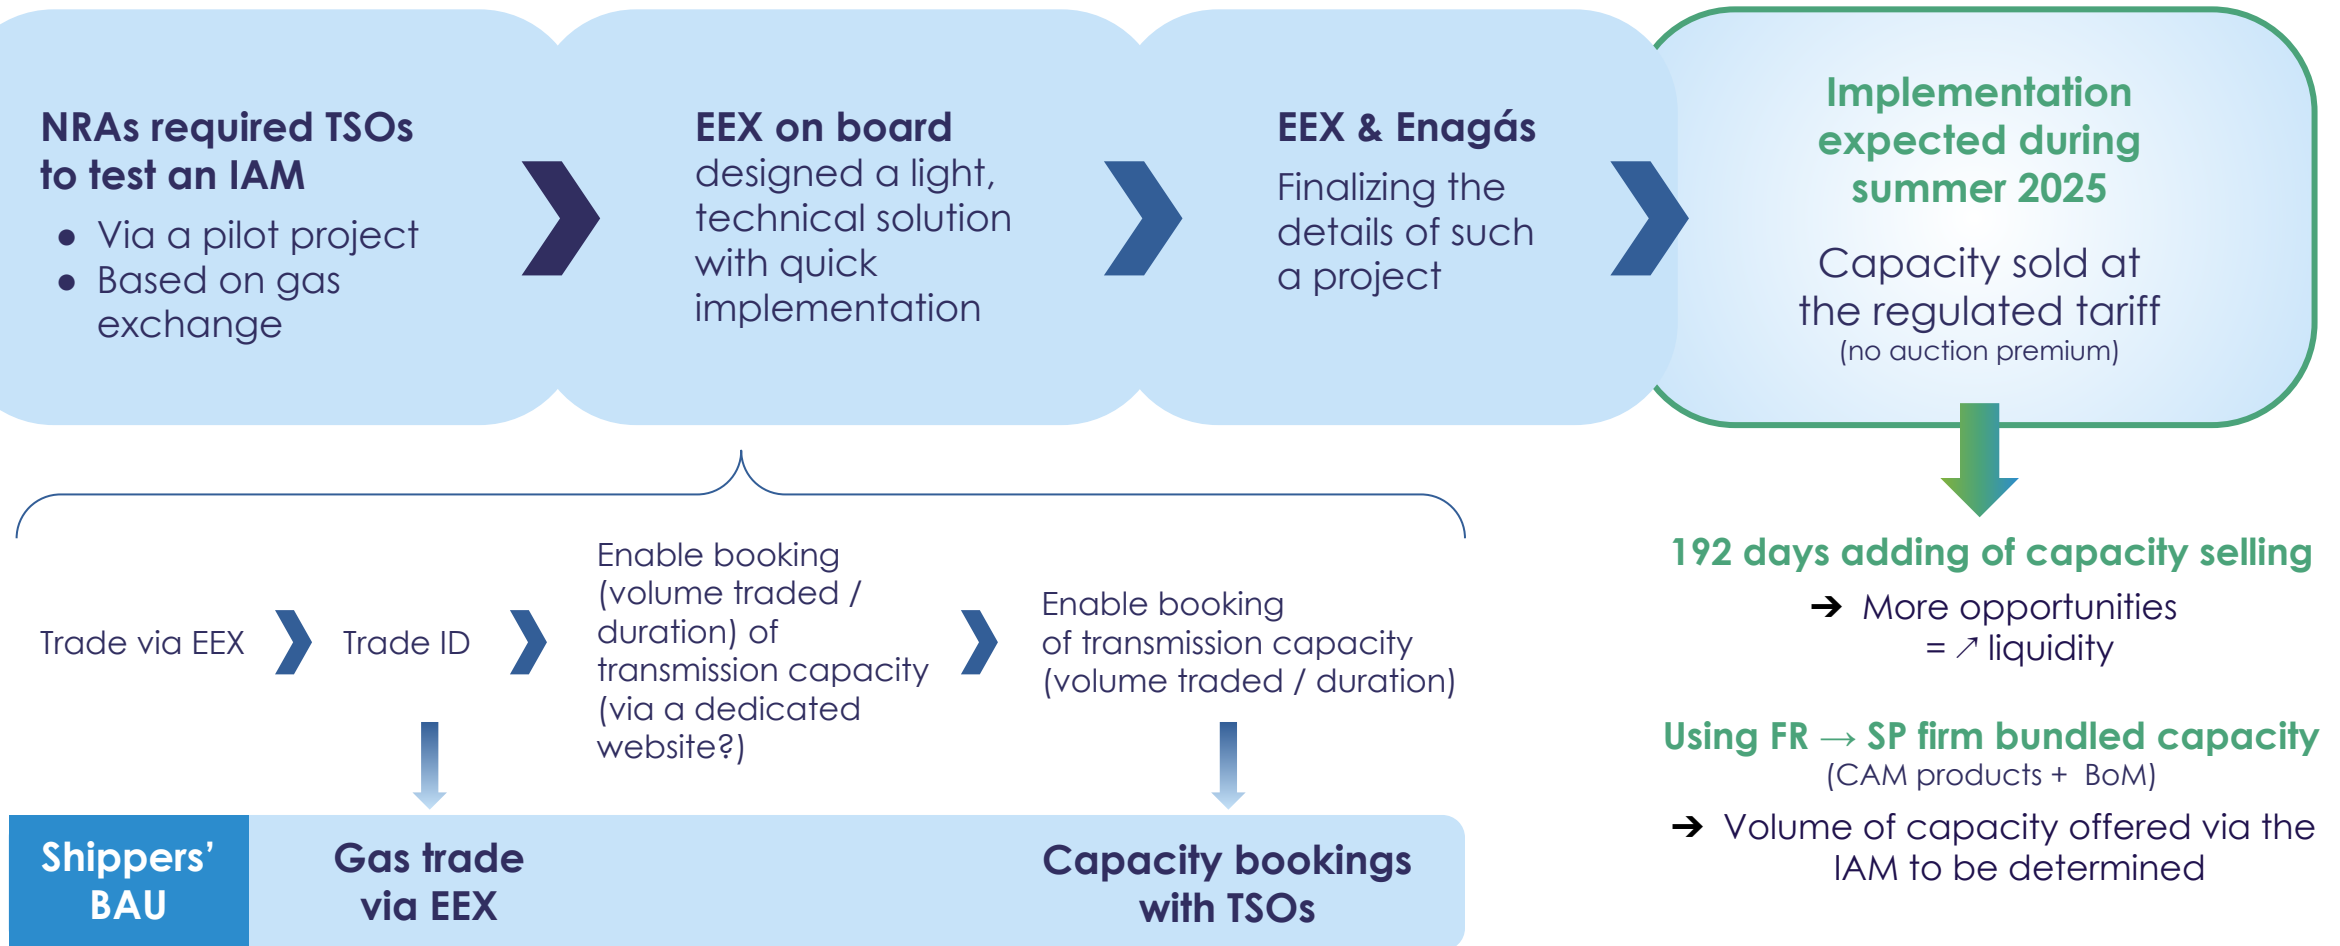 NRAs required TSOs
to test an IAM
● Via a pilot project
● Based on gas
exchange
EEX on board
designed a light,
technical solution
with quick
implementation
EEX & Enagás
Finalizing the
details of such
a project
Implementation
expected during
summer 2025
Capacity sold at
the regulated tariff
(no auction premium)
Trade via EEX
Trade ID
Enable booking
(volume traded /
duration) of
transmission capacity
(via a dedicated
website?)
Enable booking
of transmission capacity
(volume traded / duration)
Shippers’
BAU
Gas trade
via EEX
Capacity bookings
with TSOs
192 days adding of capacity selling
➔ More opportunities
= ↗ liquidity
Using FR → SP firm bundled capacity
(CAM products + BoM)
➔ Volume of capacity offered via the
IAM to be determined